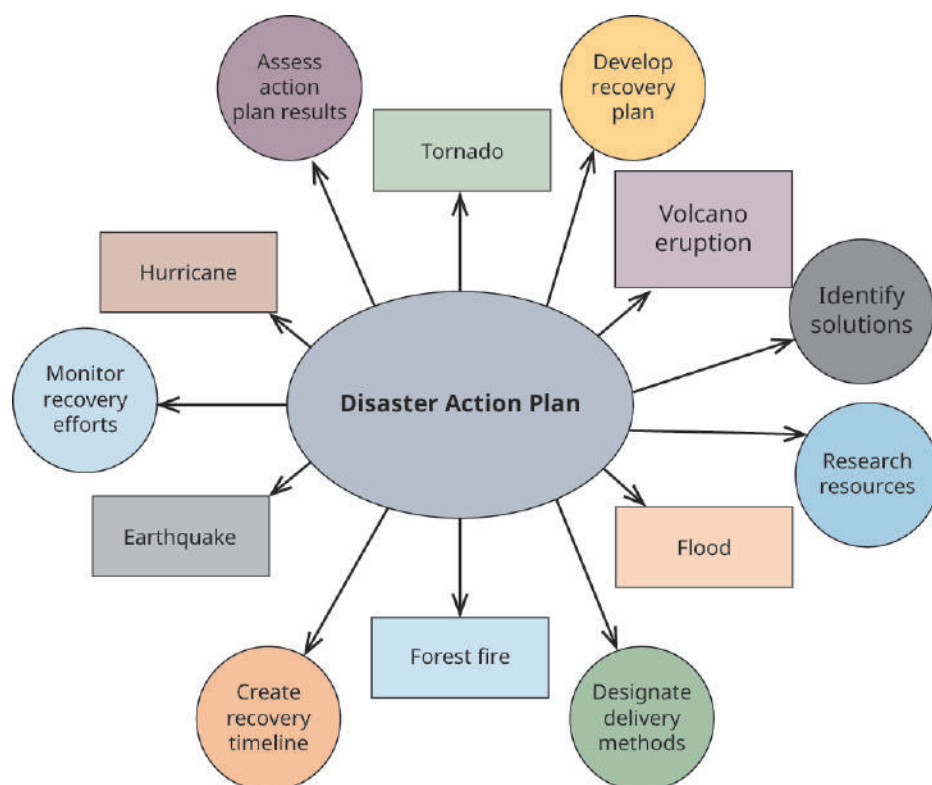 Assess
action
plan results
Develop
recovery
plan
Tornado
Volcano
eruption
Hurricane
Identify
solutions
Monitor
recovery
efforts
Disaster Action Plan
Research
resources
Earthquake
Flood
Forest fire
Create
recovery
timeline
Designate
delivery
methods